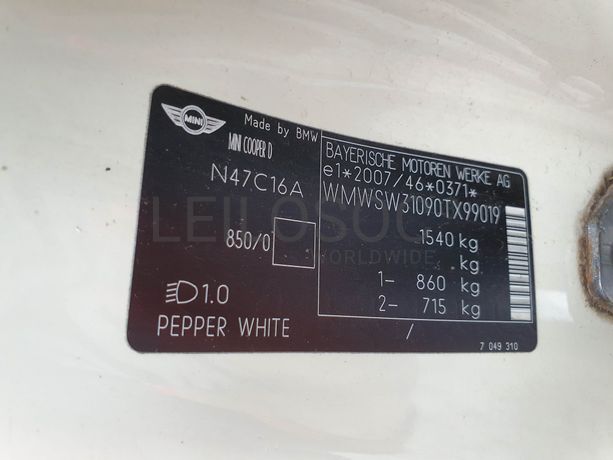 MINI
Made by BMW
MINI COOPER D
N47C16A
850/0
1.0
PEPPER WHITE
BAYERISCHE MOTOREN WERKE AG
e1*2007/46*0371*
WMWSW31090TX99019
1540 kg
kg
1- 860 kg
2- 715 kg
/
7 049 310
LEILOSOC
WORLDWIDE